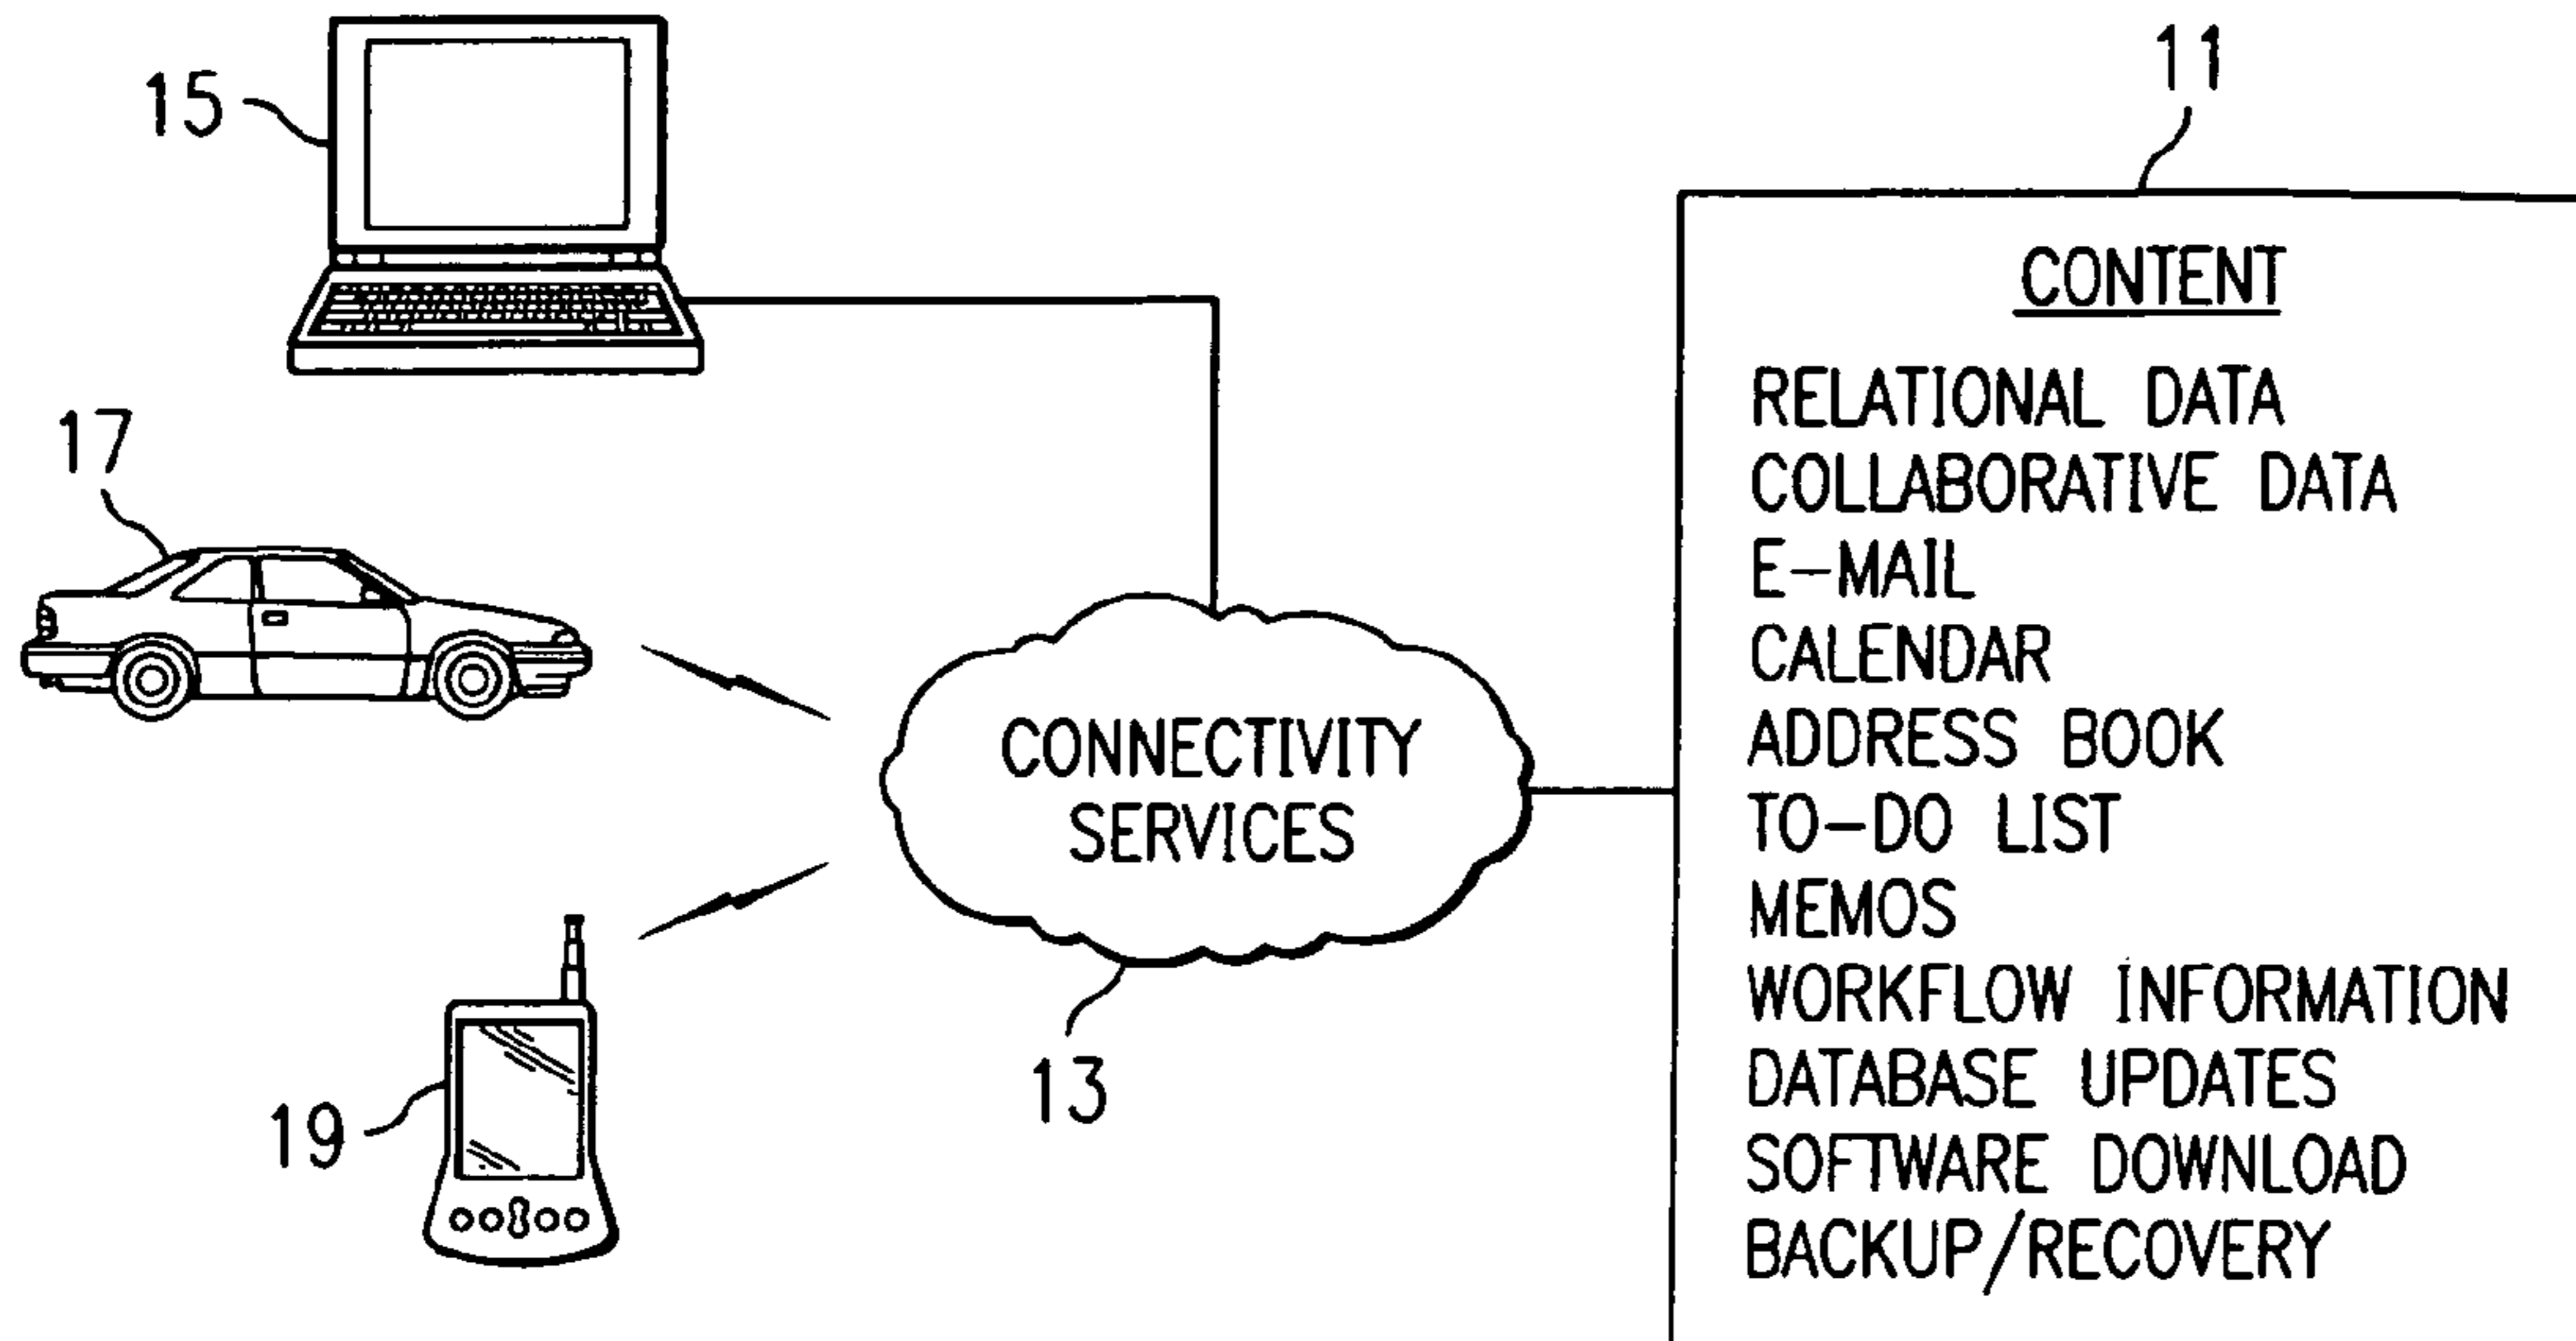 15
11
CONTENT
RELATIONAL DATA
COLLABORATIVE DATA
E-MAIL
CALENDAR
ADDRESS BOOK
TO-DO LIST
MEMOS
WORKFLOW INFORMATION
DATABASE UPDATES
SOFTWARE DOWNLOAD
BACKUP/RECOVERY
17
CONNECTIVITY
SERVICES
13
19